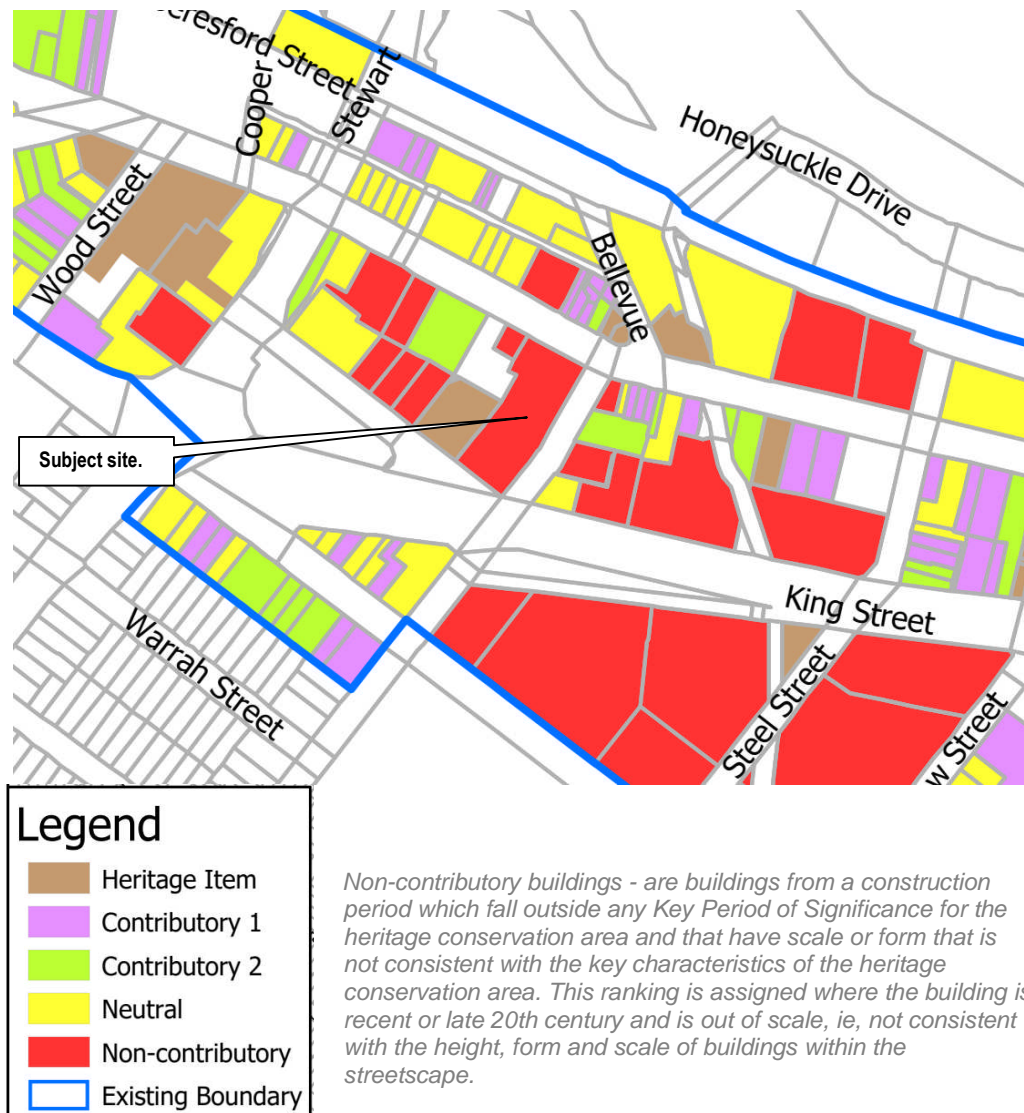 eresford Street
Cooper
Stewart
Honeysuckle Drive
Wood Street
Bellevue
Subject site.
King Street
Warrah Street
Steel Street
w Street
Legend
Heritage Item
Contributory 1
Contributory 2
Neutral
Non-contributory
Existing Boundary
Non-contributory buildings - are buildings from a construction
period which fall outside any Key Period of Significance for the
heritage conservation area and that have scale or form that is
not consistent with the key characteristics of the heritage
conservation area. This ranking is assigned where the building is
recent or late 20th century and is out of scale, ie, not consistent
with the height, form and scale of buildings within the
streetscape.